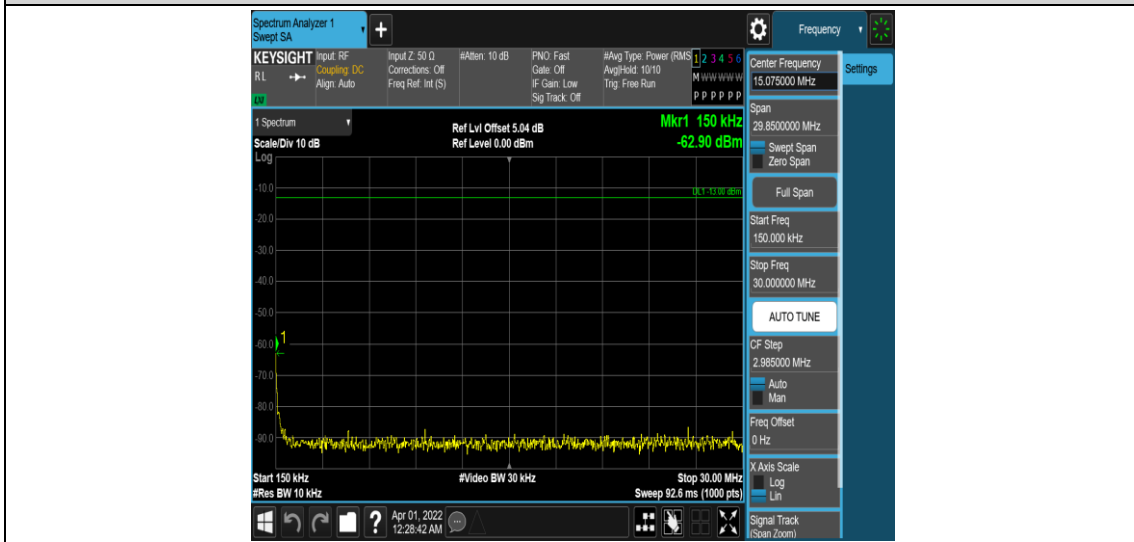 Spectrum Analyzer 1
Swept SA
+
Frequency
KEYSIGHT
RL
LXI
Input: RF
Coupling: DC
Align: Auto
Input Z: 50 Ω
Corrections: Off
Freq Ref: Int (S)
#Atten: 10 dB
PNO: Fast
Gate: Off
IF Gain: Low
Sig Track: Off
#Avg Type: Power (RMS
Avg|Hold: 10/10
Trig: Free Run
1 2 3 4 5 6
M W W W W W
P P P P P P
Center Frequency
15.075000 MHz
Settings
1 Spectrum
Scale/Div 10 dB
Log
Ref Lvl Offset 5.04 dB
Ref Level 0.00 dBm
Mkr1 150 kHz
-62.90 dBm
-10.0
DL1 -13.00 dBm
-20.0
-30.0
-40.0
-50.0
-60.0
1
-70.0
-80.0
-90.0
Start 150 kHz
#Res BW 10 kHz
#Video BW 30 kHz
Stop 30.00 MHz
Sweep 92.6 ms (1000 pts)
Span
29.8500000 MHz
Swept Span
Zero Span
Full Span
Start Freq
150.000 kHz
Stop Freq
30.000000 MHz
AUTO TUNE
CF Step
2.985000 MHz
Auto
Man
Freq Offset
0 Hz
X Axis Scale
Log
Lin
Signal Track
(Span Zoom)
?
Apr 01, 2022
12:28:42 AM